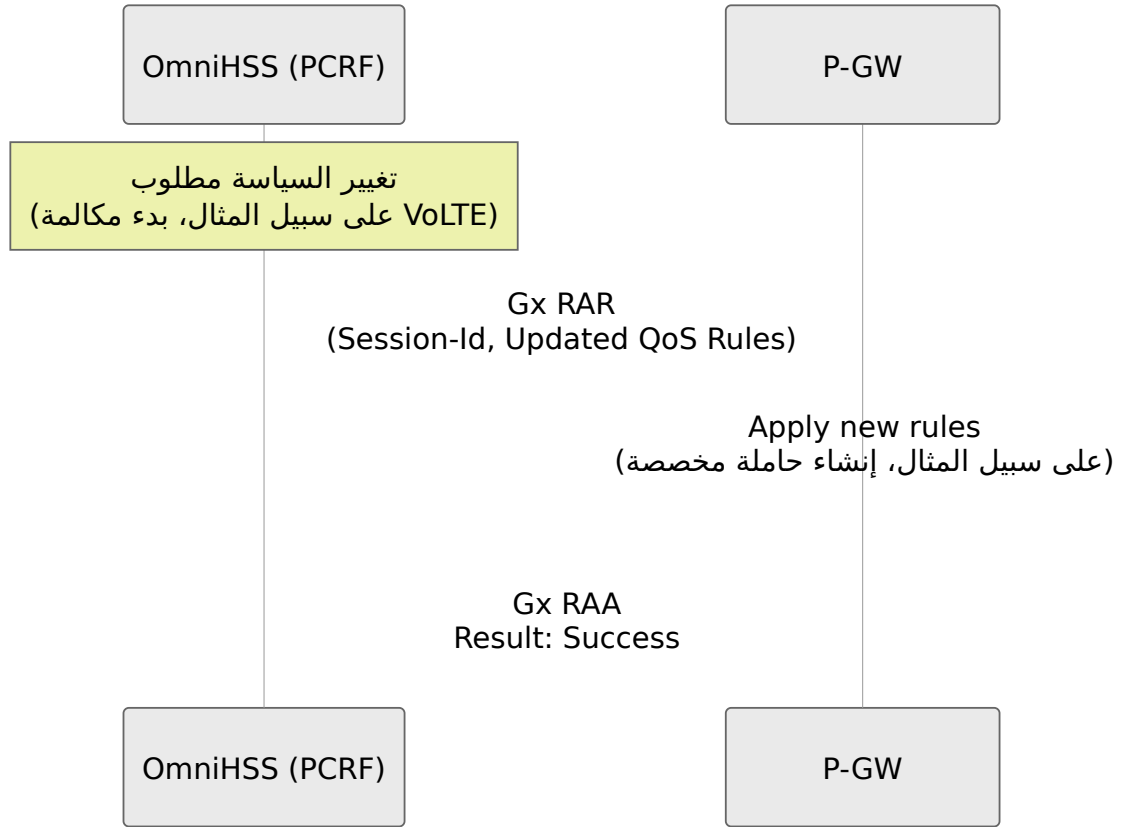 OmniHSS (PCRF)
P-GW
تغيير السياسة مطلوب
(على سبيل المثال، بدء مكالمة VoLTE)
Gx RAR
(Session-Id, Updated QoS Rules)
Apply new rules
(على سبيل المثال، إنشاء حاملة مخصصة)
Gx RAA
Result: Success
OmniHSS (PCRF)
P-GW